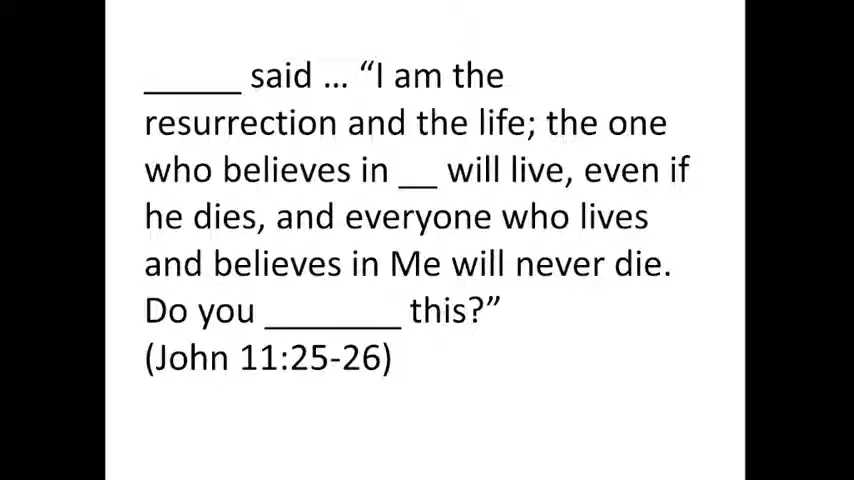 _____ said … “I am the
resurrection and the life; the one
who believes in __ will live, even if
he dies, and everyone who lives
and believes in Me will never die.
Do you _______ this?”
(John 11:25-26)